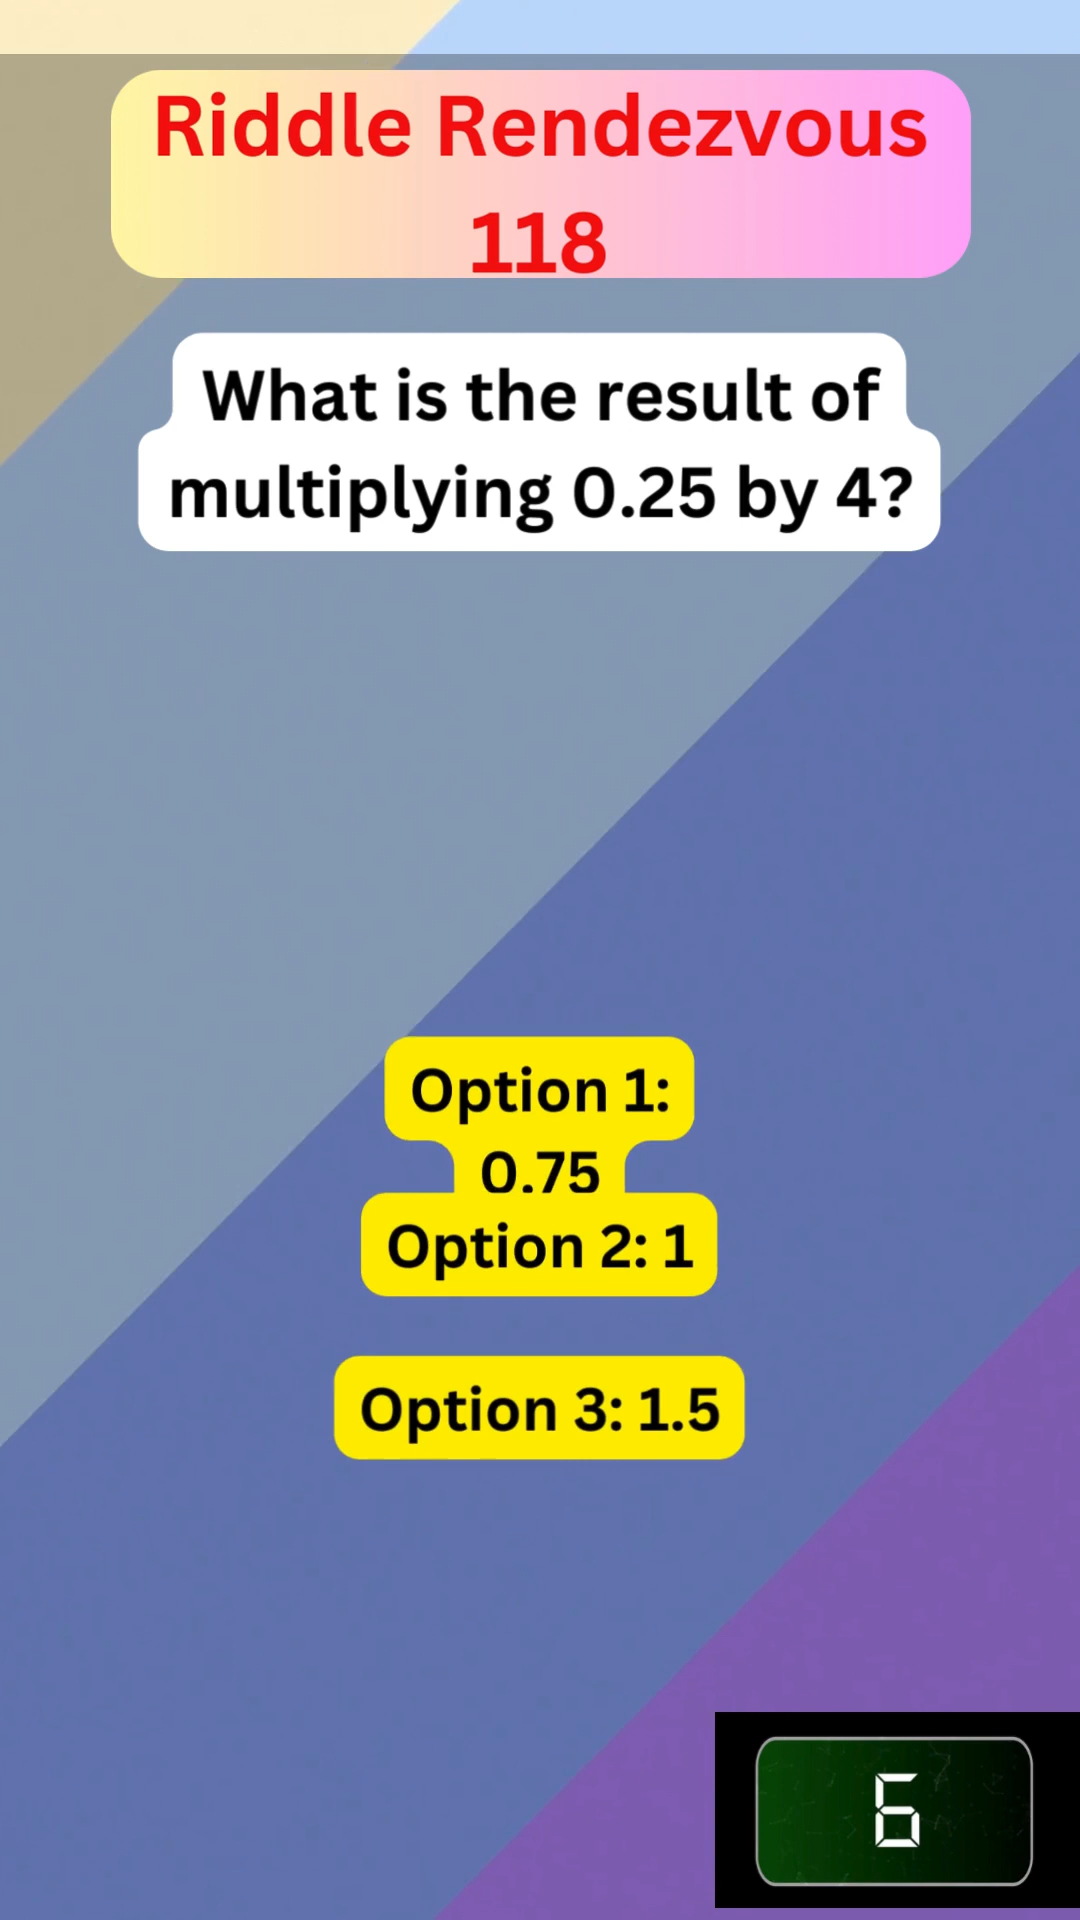 Riddle Rendezvous
118
What is the result of
multiplying 0.25 by 4?
Option 1:
0.75
Option 2: 1
Option 3: 1.5
6